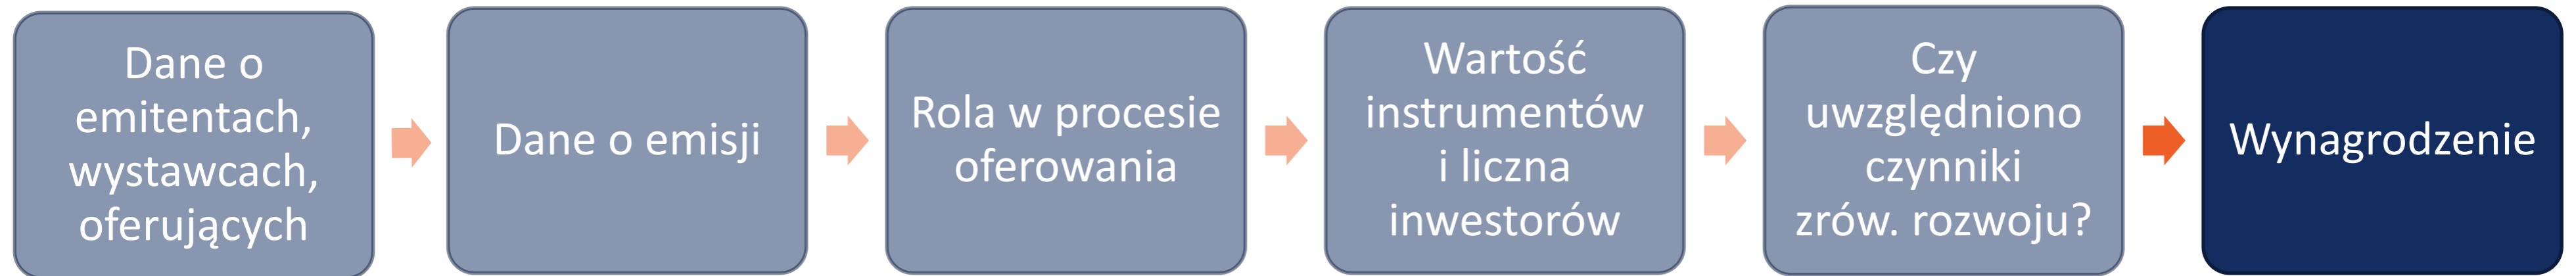 Dane o
emitentach,
wystawcach,
oferujących
Dane o emisji
Rola w procesie
oferowania
Wartość
instrumentów
i liczna
inwestorów
Czy
uwzględniono
czynniki
zrów. rozwoju?
Wynagrodzenie